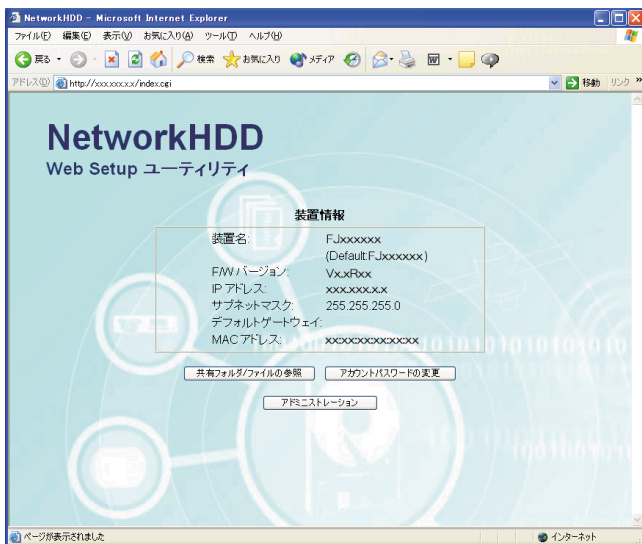 NetworkHDD - Microsoft Internet Explorer
ファイル(F) 編集(E) 表示(V) お気に入り(A) ツール(T) ヘルプ(H)
戻る 検索 お気に入り メディア
アドレス(D) http://xxx.xxx.x.x/index.cgi 移動 リンク »
NetworkHDD
Web Setup ユーティリティ
装置情報
装置名: FJxxxxxx
(Default:FJxxxxxx)
F/W バージョン: Vx.xRxx
IP アドレス: xxx.xxx.x.x
サブネットマスク: 255.255.255.0
デフォルトゲートウェイ:
MAC アドレス: xx:xx:xx:xx:xx:xx
共有フォルダ/ファイルの参照 アカウントパスワードの変更
アドミニストレーション
ページが表示されました インターネット